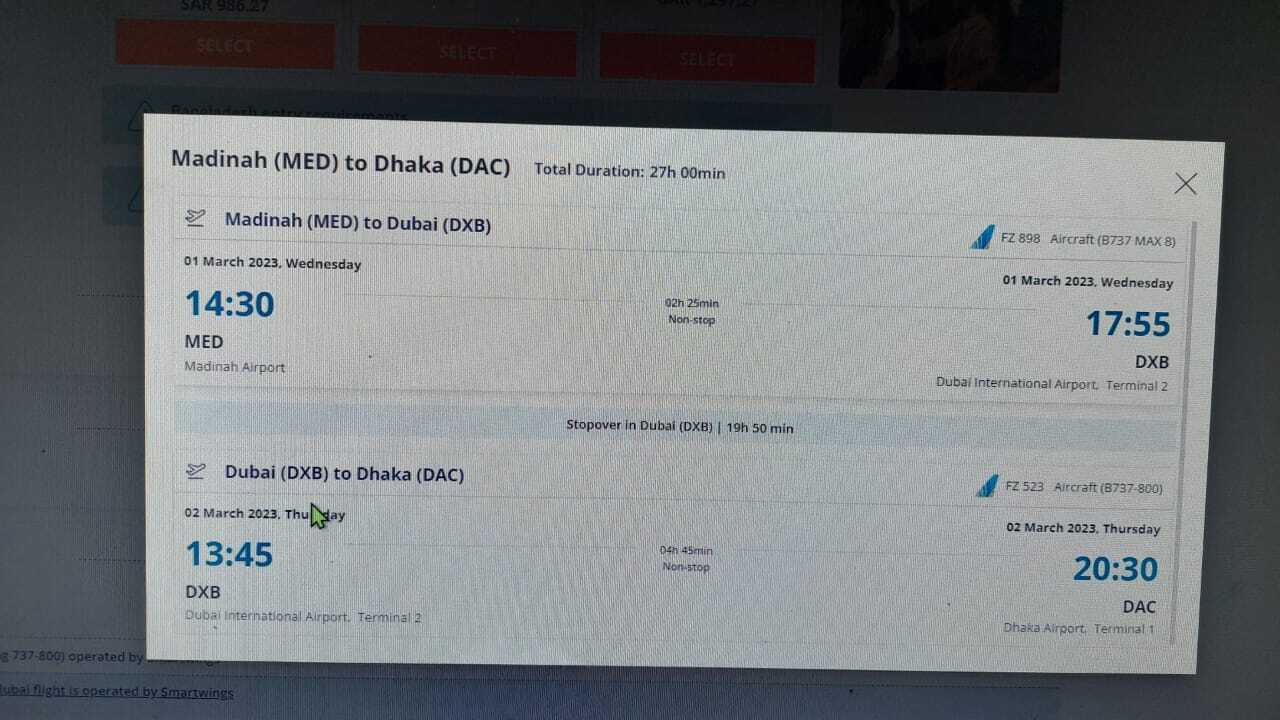 SAR 986.27
SELECT
SELECT
SELECT
Bangladesh entry requirements
Madinah (MED) to Dhaka (DAC) Total Duration: 27h 00min
Madinah (MED) to Dubai (DXB)
FZ 898 Aircraft (B737 MAX 8)
01 March 2023, Wednesday
01 March 2023, Wednesday
14:30
02h 25min
Non-stop
17:55
MED
DXB
Madinah Airport
Dubai International Airport, Terminal 2
Stopover in Dubai (DXB) | 19h 50 min
Dubai (DXB) to Dhaka (DAC)
FZ 523 Aircraft (B737-800)
02 March 2023, Thursday
02 March 2023, Thursday
13:45
04h 45min
Non-stop
20:30
DXB
DAC
Dubai International Airport, Terminal 2
Dhaka Airport, Terminal 1
g 737-800) operated by
ubai flight is operated by Smartwings